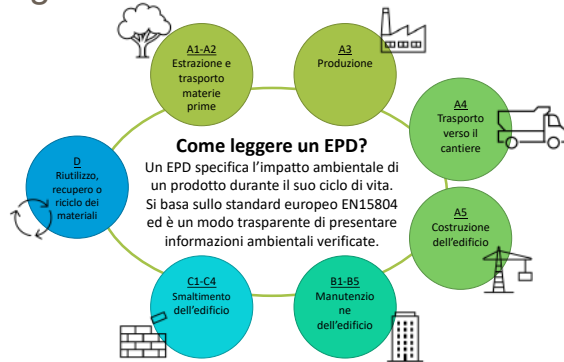 A1-A2
Estrazione e
trasporto
materie
prime
A3
Produzione
A4
Trasporto
verso il
cantiere
A5
Costruzione
dell'edificio
B1-B5
Manutenzio
ne
dell'edificio
C1-C4
Smaltimento
dell'edificio
D
Riutilizzo,
recupero o
riciclo dei
materiali
Come leggere un EPD?
Un EPD specifica l'impatto ambientale di
un prodotto durante il suo ciclo di vita.
Si basa sullo standard europeo EN15804
ed è un modo trasparente di presentare
informazioni ambientali verificate.